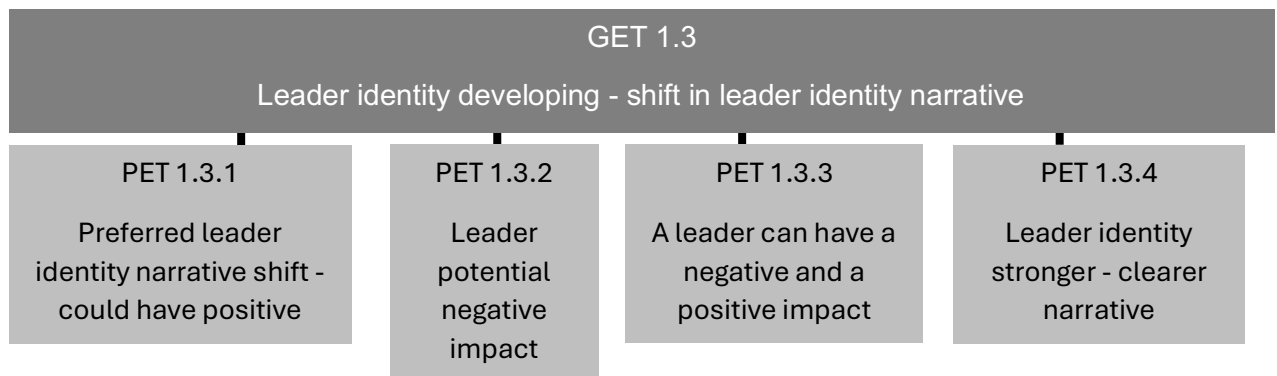 GET 1.3
Leader identity developing - shift in leader identity narrative
PET 1.3.1
Preferred leader
identity narrative shift -
could have positive
PET 1.3.2
Leader
potential
negative
impact
PET 1.3.3
A leader can have a
negative and a
positive impact
PET 1.3.4
Leader identity
stronger - clearer
narrative